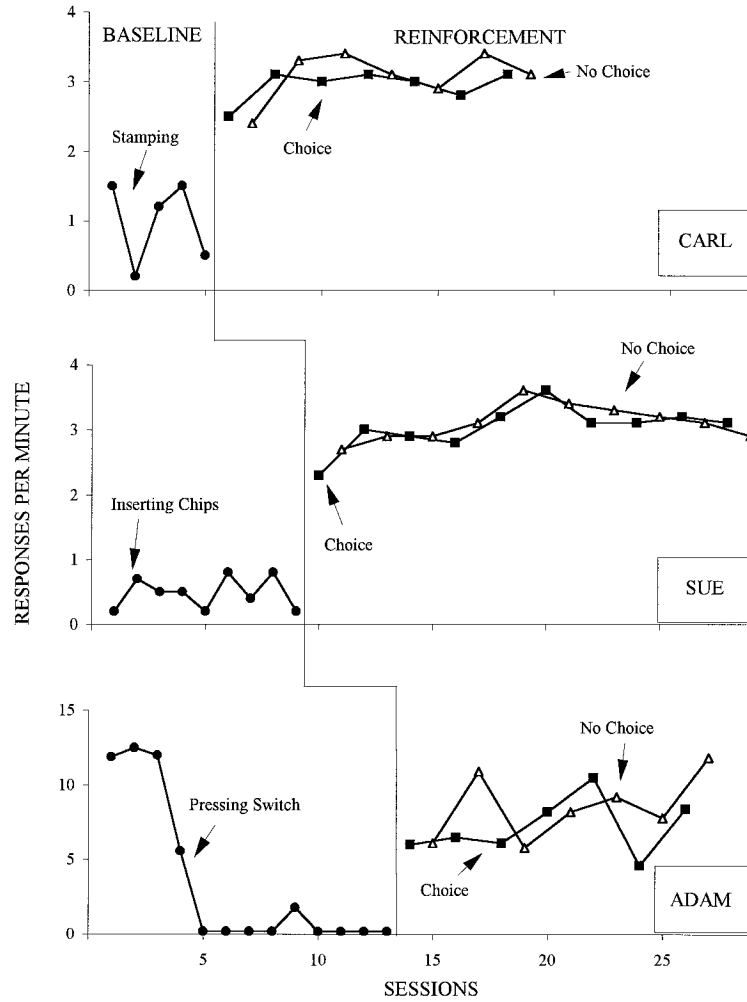 BASELINE
REINFORCEMENT
4
3
2
1
0
Stamping
Choice
No Choice
CARL
RESPONSES PER MINUTE
4
3
2
1
0
Inserting Chips
Choice
No Choice
SUE
15
10
5
0
Pressing Switch
Choice
No Choice
ADAM
5
10
15
20
25
SESSIONS